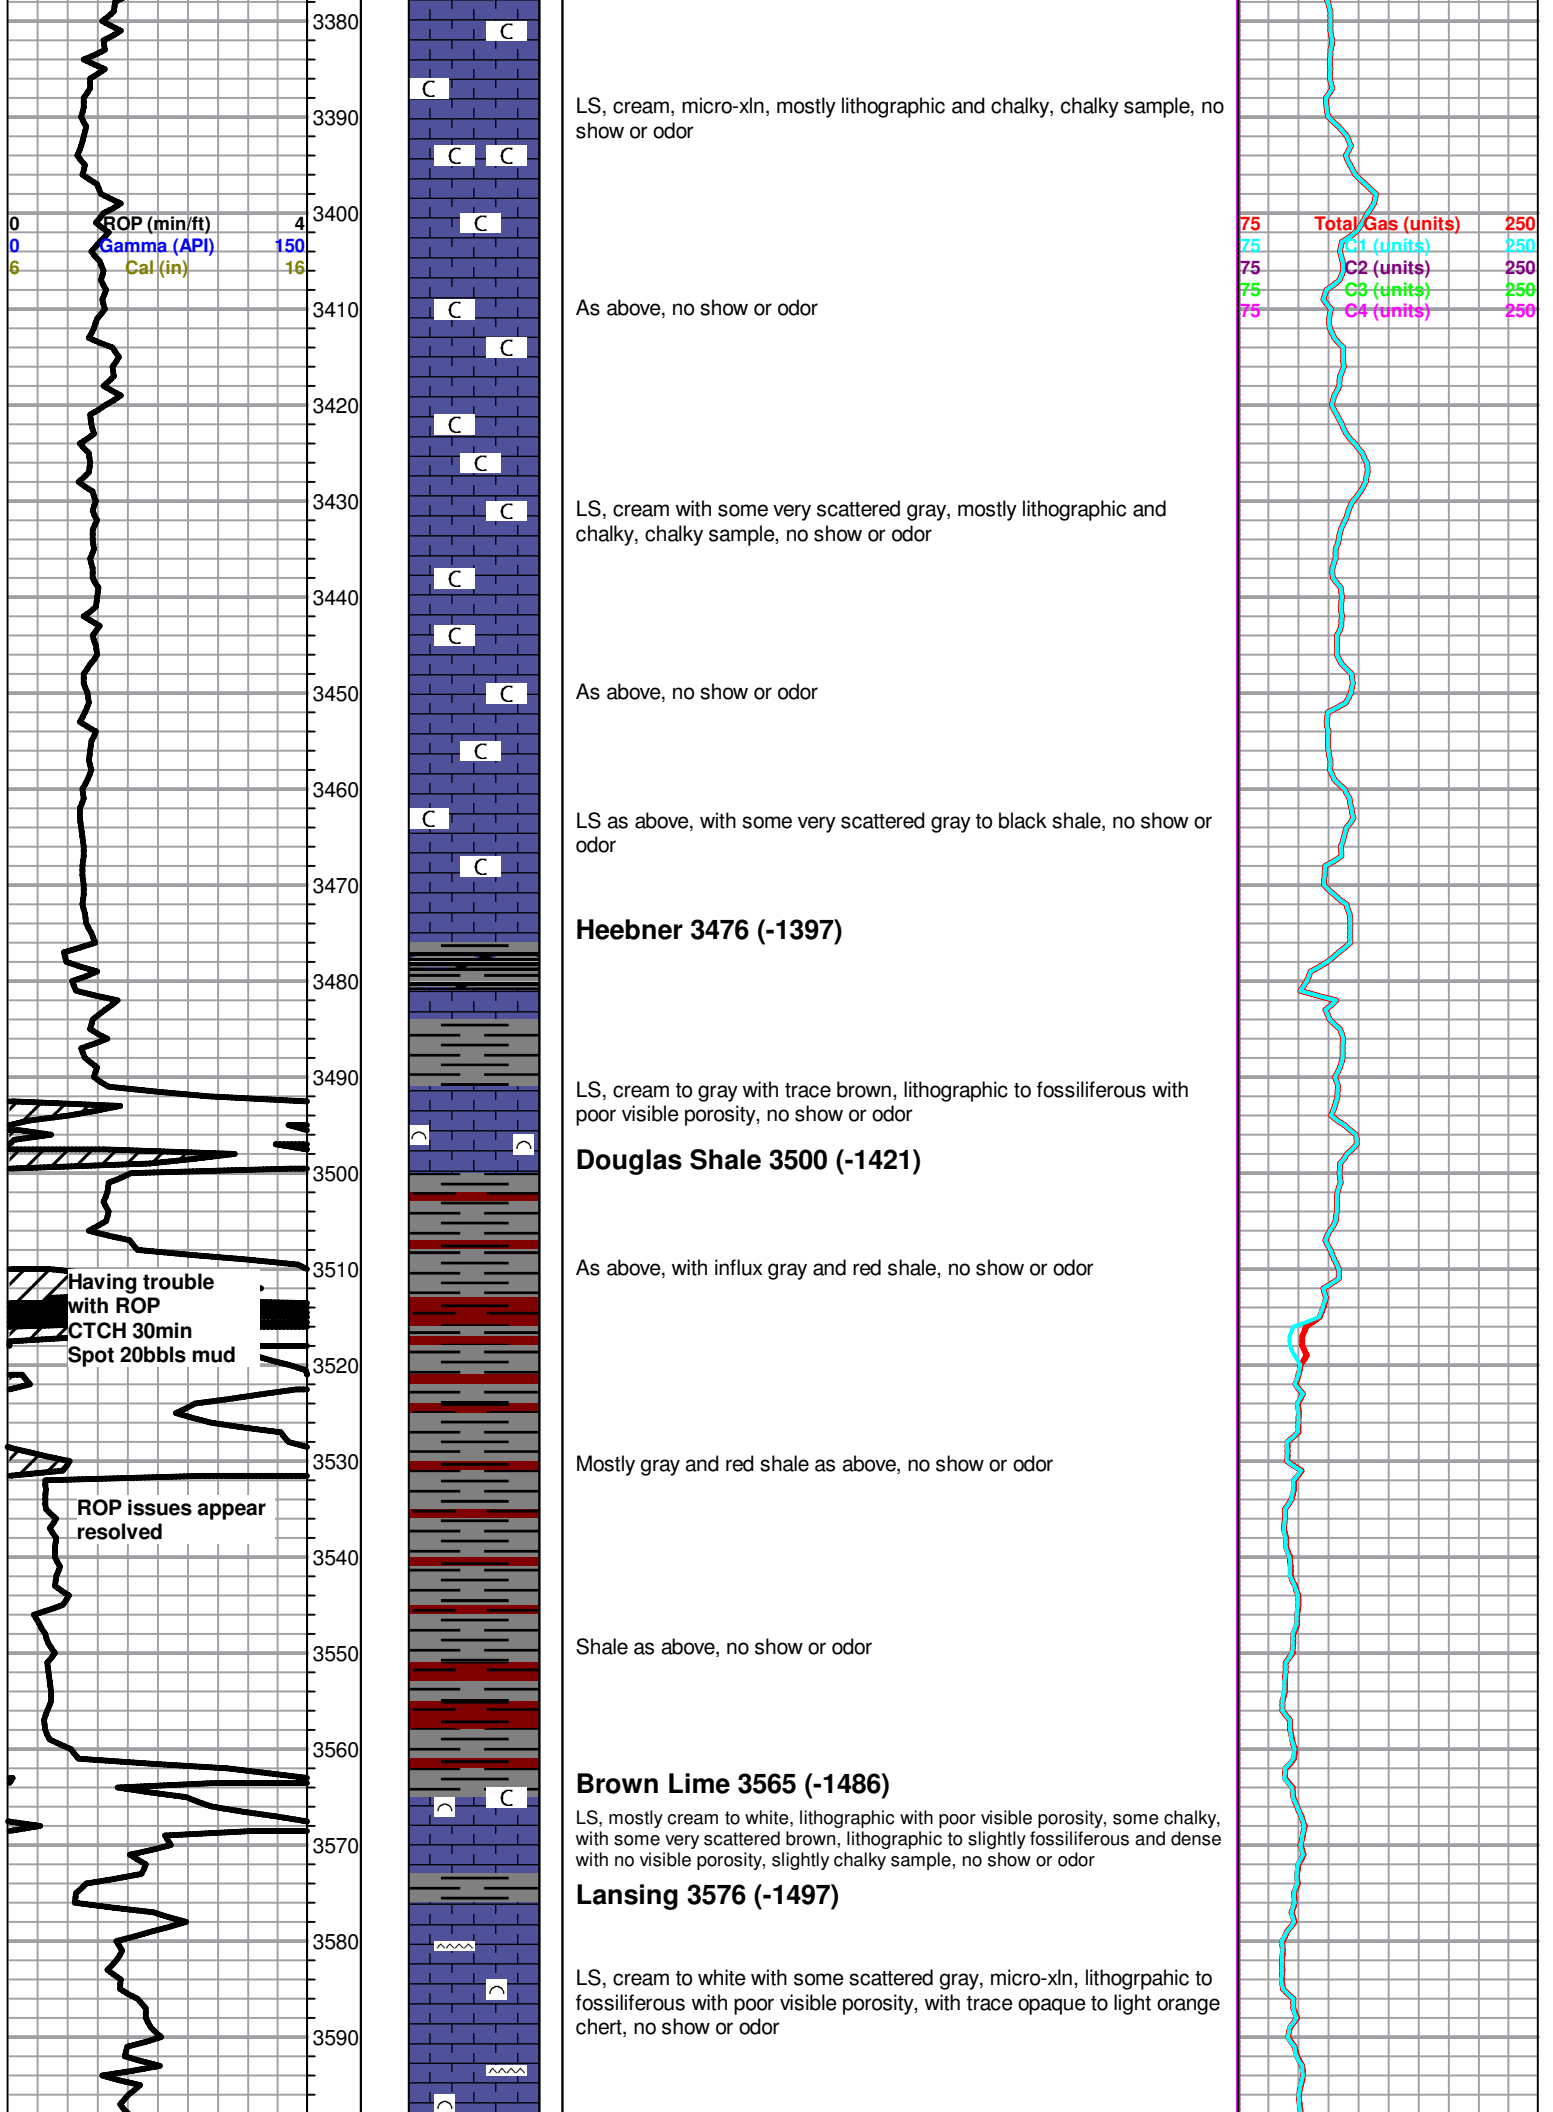 3380
C
C
LS, cream, micro-xln, mostly lithographic and chalky, chalky sample, no
show or odor
3390
C C
3400
0 ROP (min/ft) 4
0 Gamma (API) 150
6 Cal (in) 16
C
75 Total Gas (units) 250
75 C1 (units) 250
75 C2 (units) 250
75 C3 (units) 250
75 C4 (units) 250
3410
C
As above, no show or odor
C
3420
C
C
3430
C
LS, cream with some very scattered gray, mostly lithographic and
chalky, chalky sample, no show or odor
C
3440
C
3450
C
As above, no show or odor
C
3460
C
LS as above, with some very scattered gray to black shale, no show or
odor
C
3470
Heebner 3476 (-1397)
3480
3490
LS, cream to gray with trace brown, lithographic to fossiliferous with
poor visible porosity, no show or odor
Douglas Shale 3500 (-1421)
3500
3510
As above, with influx gray and red shale, no show or odor
Having trouble
with ROP
CTCH 30min
Spot 20bbls mud
3520
3530
Mostly gray and red shale as above, no show or odor
ROP issues appear
resolved
3540
3550
Shale as above, no show or odor
3560
Brown Lime 3565 (-1486)
C
LS, mostly cream to white, lithographic with poor visible porosity, some chalky,
with some very scattered brown, lithographic to slightly fossiliferous and dense
with no visible porosity, slightly chalky sample, no show or odor
3570
Lansing 3576 (-1497)
3580
LS, cream to white with some scattered gray, micro-xln, lithogrpahic to
fossiliferous with poor visible porosity, with trace opaque to light orange
chert, no show or odor
3590